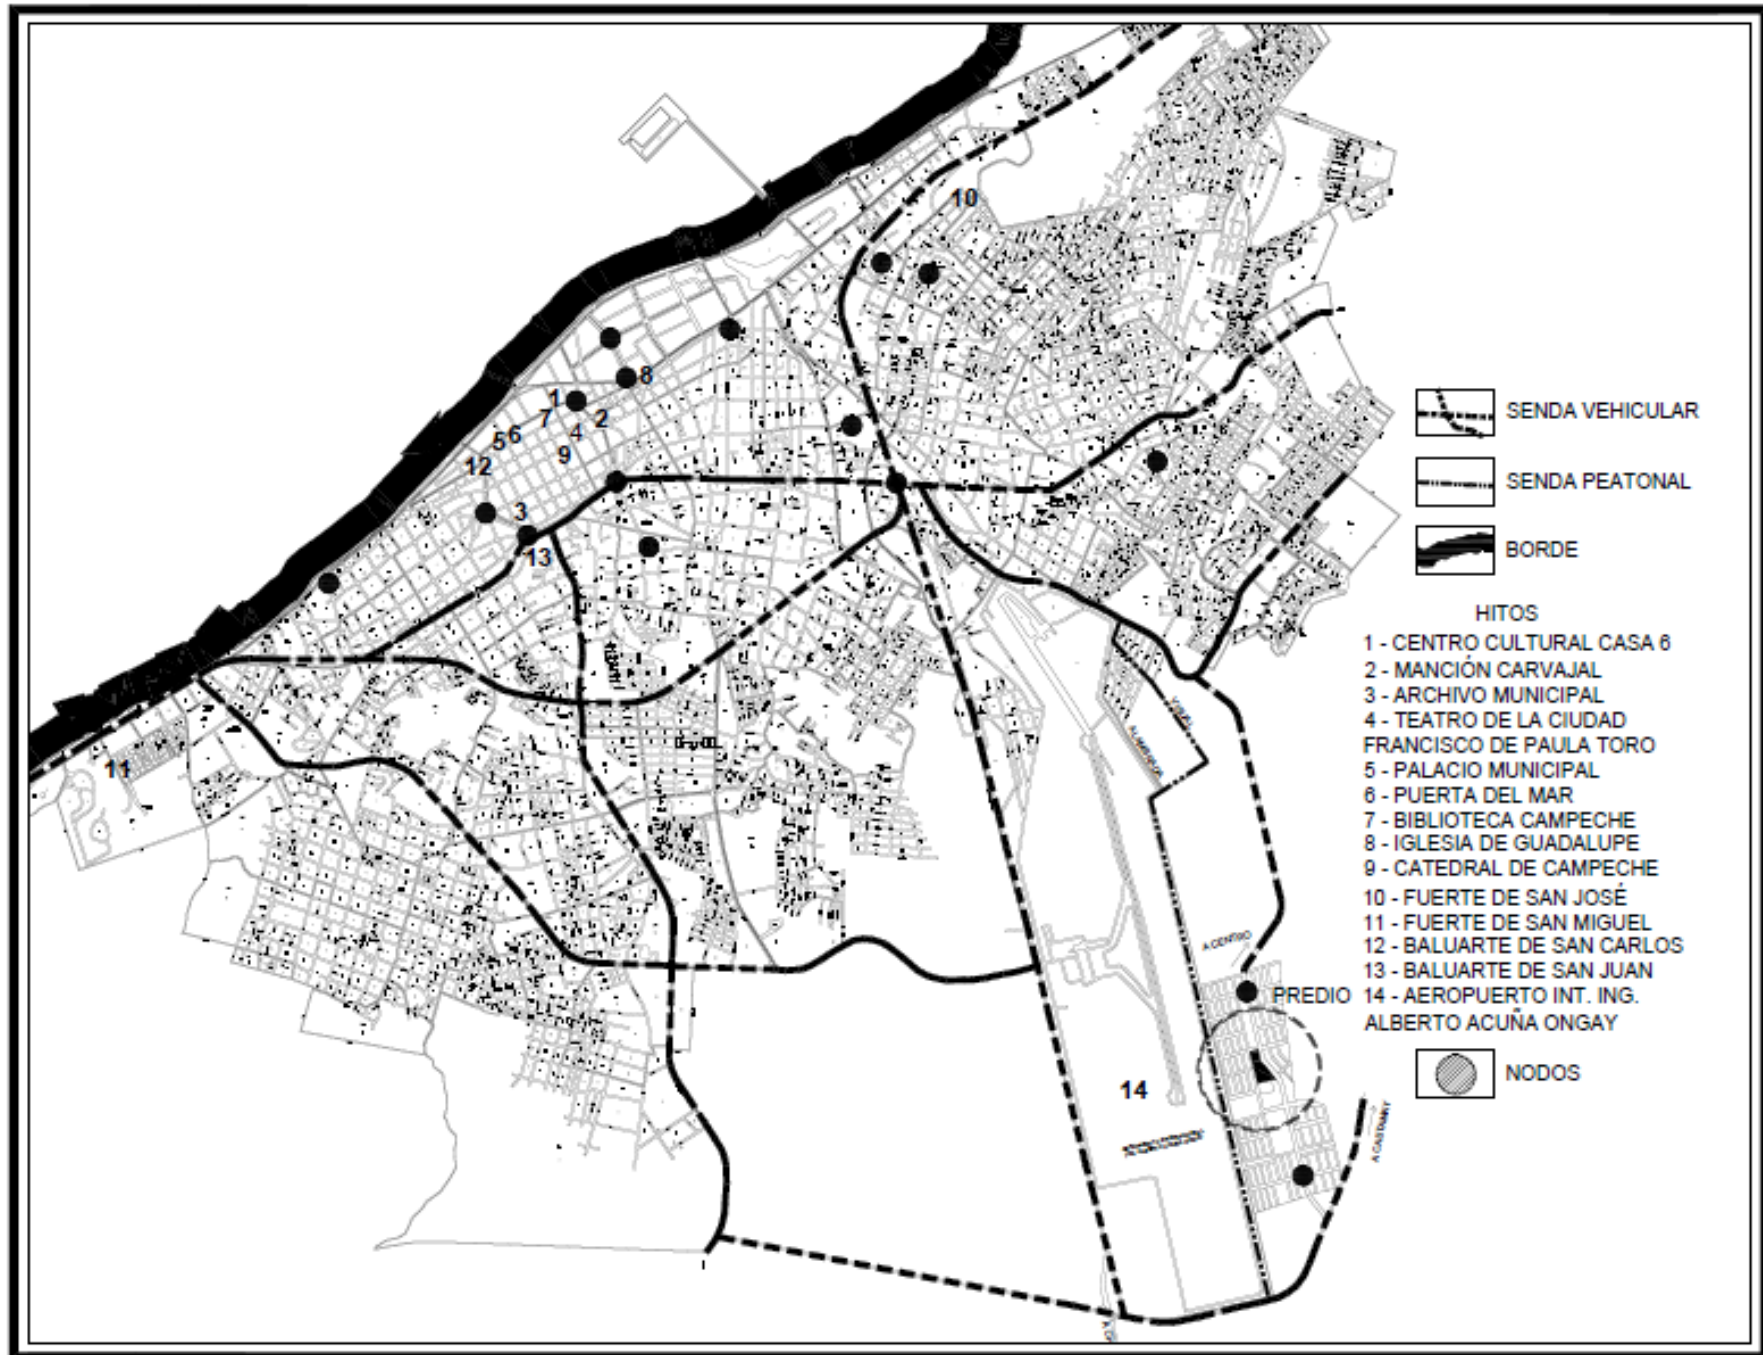 10
8
1
7
2
4
5
6
9
12
3
13
11
14
A CENTRO
PREDIO
SENDA VEHICULAR
SENDA PEATONAL
BORDE
HITOS
1 - CENTRO CULTURAL CASA 6
2 - MANCIÓN CARVAJAL
3 - ARCHIVO MUNICIPAL
4 - TEATRO DE LA CIUDAD
FRANCISCO DE PAULA TORO
5 - PALACIO MUNICIPAL
6 - PUERTA DEL MAR
7 - BIBLIOTECA CAMPECHE
8 - IGLESIA DE GUADALUPE
9 - CATEDRAL DE CAMPECHE
10 - FUERTE DE SAN JOSÉ
11 - FUERTE DE SAN MIGUEL
12 - BALUARTE DE SAN CARLOS
13 - BALUARTE DE SAN JUAN
14 - AEROPUERTO INT. ING.
ALBERTO ACUÑA ONGAY
NODOS